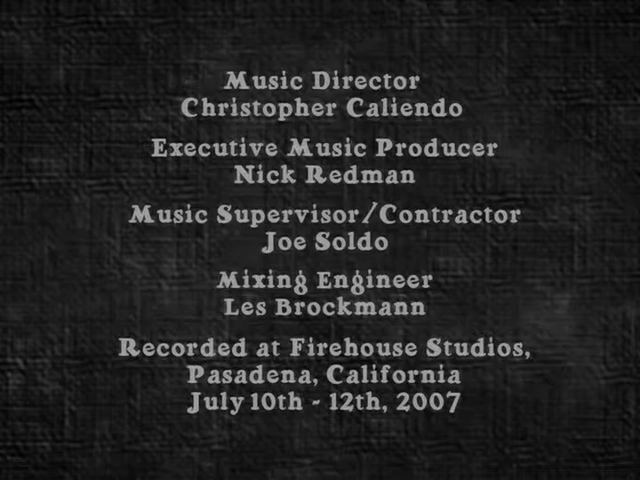 Music Director
Christopher Caliendo
Executive Music Producer
Nick Redman
Music Supervisor/Contractor
Joe Soldo
Mixing Engineer
Les Brockmann
Recorded at Firehouse Studios,
Pasadena, California
July 10th - 12th, 2007